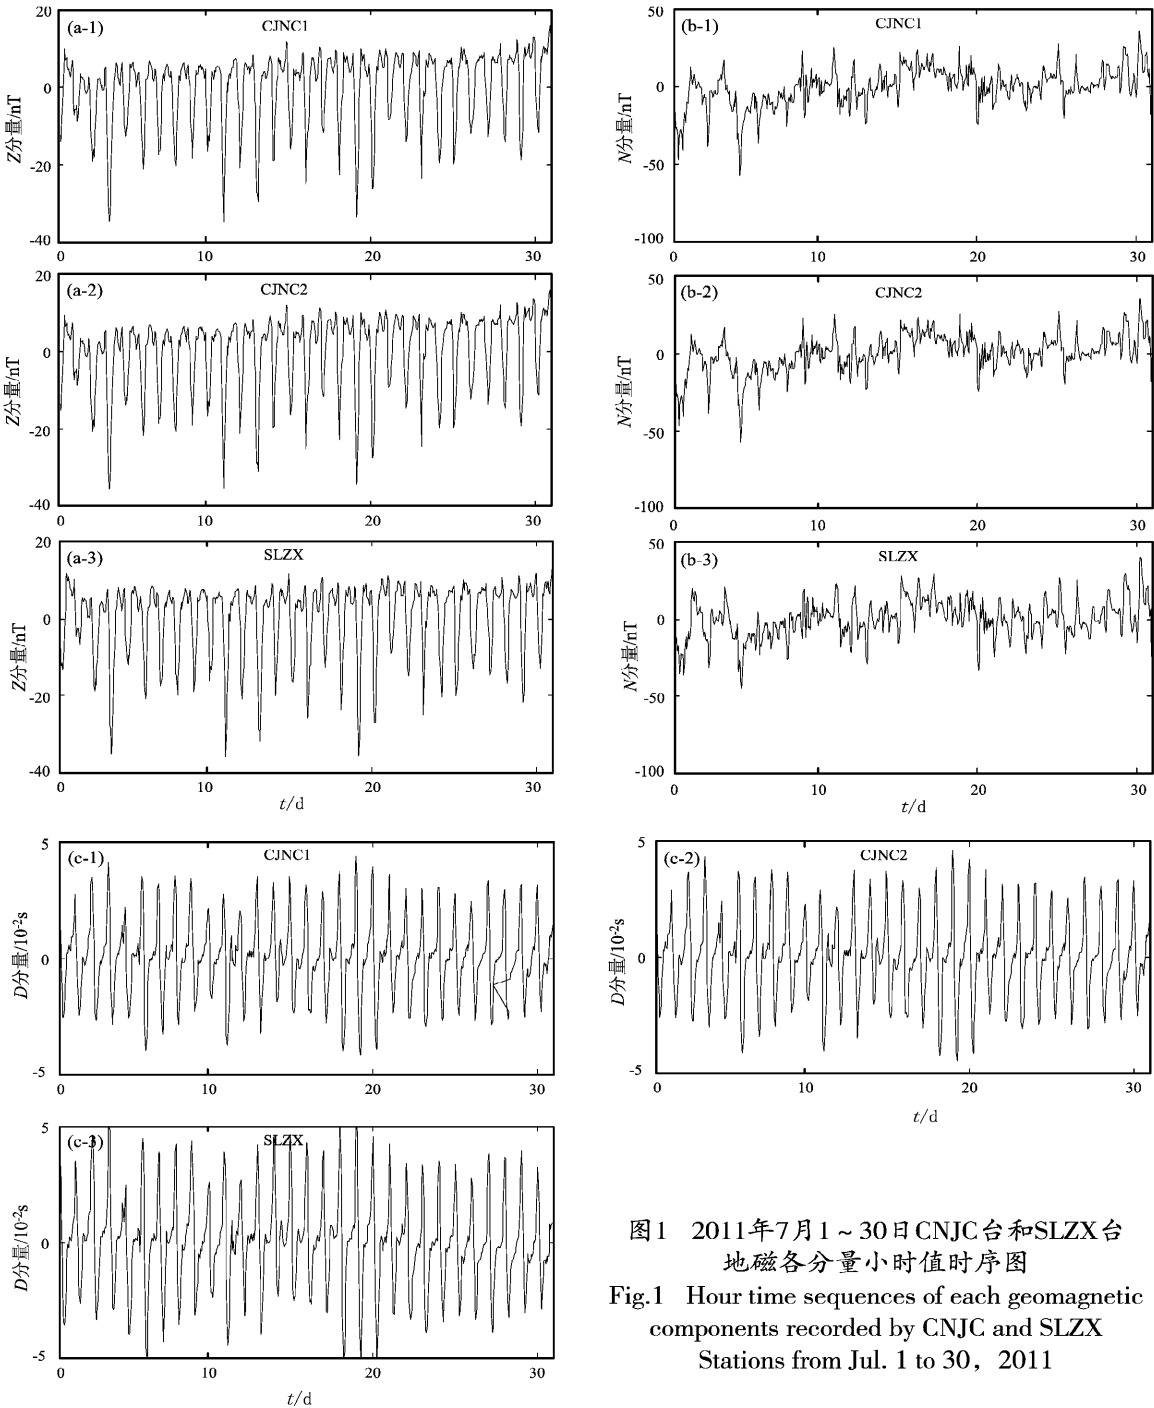 (a-1)
CJNC1
Z分量/nT
20
0
-20
-40
0
10
20
30
(b-1)
CJNC1
N分量/nT
50
0
-50
-100
0
10
20
30
(a-2)
CJNC2
Z分量/nT
20
0
-20
-40
0
10
20
30
(b-2)
CJNC2
N分量/nT
50
0
-50
-100
0
10
20
30
(a-3)
SLZX
Z分量/nT
20
0
-20
-40
0
10
20
30
t/d
(b-3)
SLZX
N分量/nT
50
0
-50
-100
0
10
20
30
t/d
(c-1)
CJNC1
D分量/10⁻²s
5
0
-5
0
10
20
30
(c-2)
CJNC2
D分量/10⁻²s
5
0
-5
0
10
20
30
t/d
(c-3)
SLZX
D分量/10⁻²s
5
0
-5
0
10
20
30
t/d
图1 2011年7月1~30日CNJC台和SLZX台
地磁各分量小时值时序图
Fig.1 Hour time sequences of each geomagnetic
components recorded by CNJC and SLZX
Stations from Jul. 1 to 30, 2011